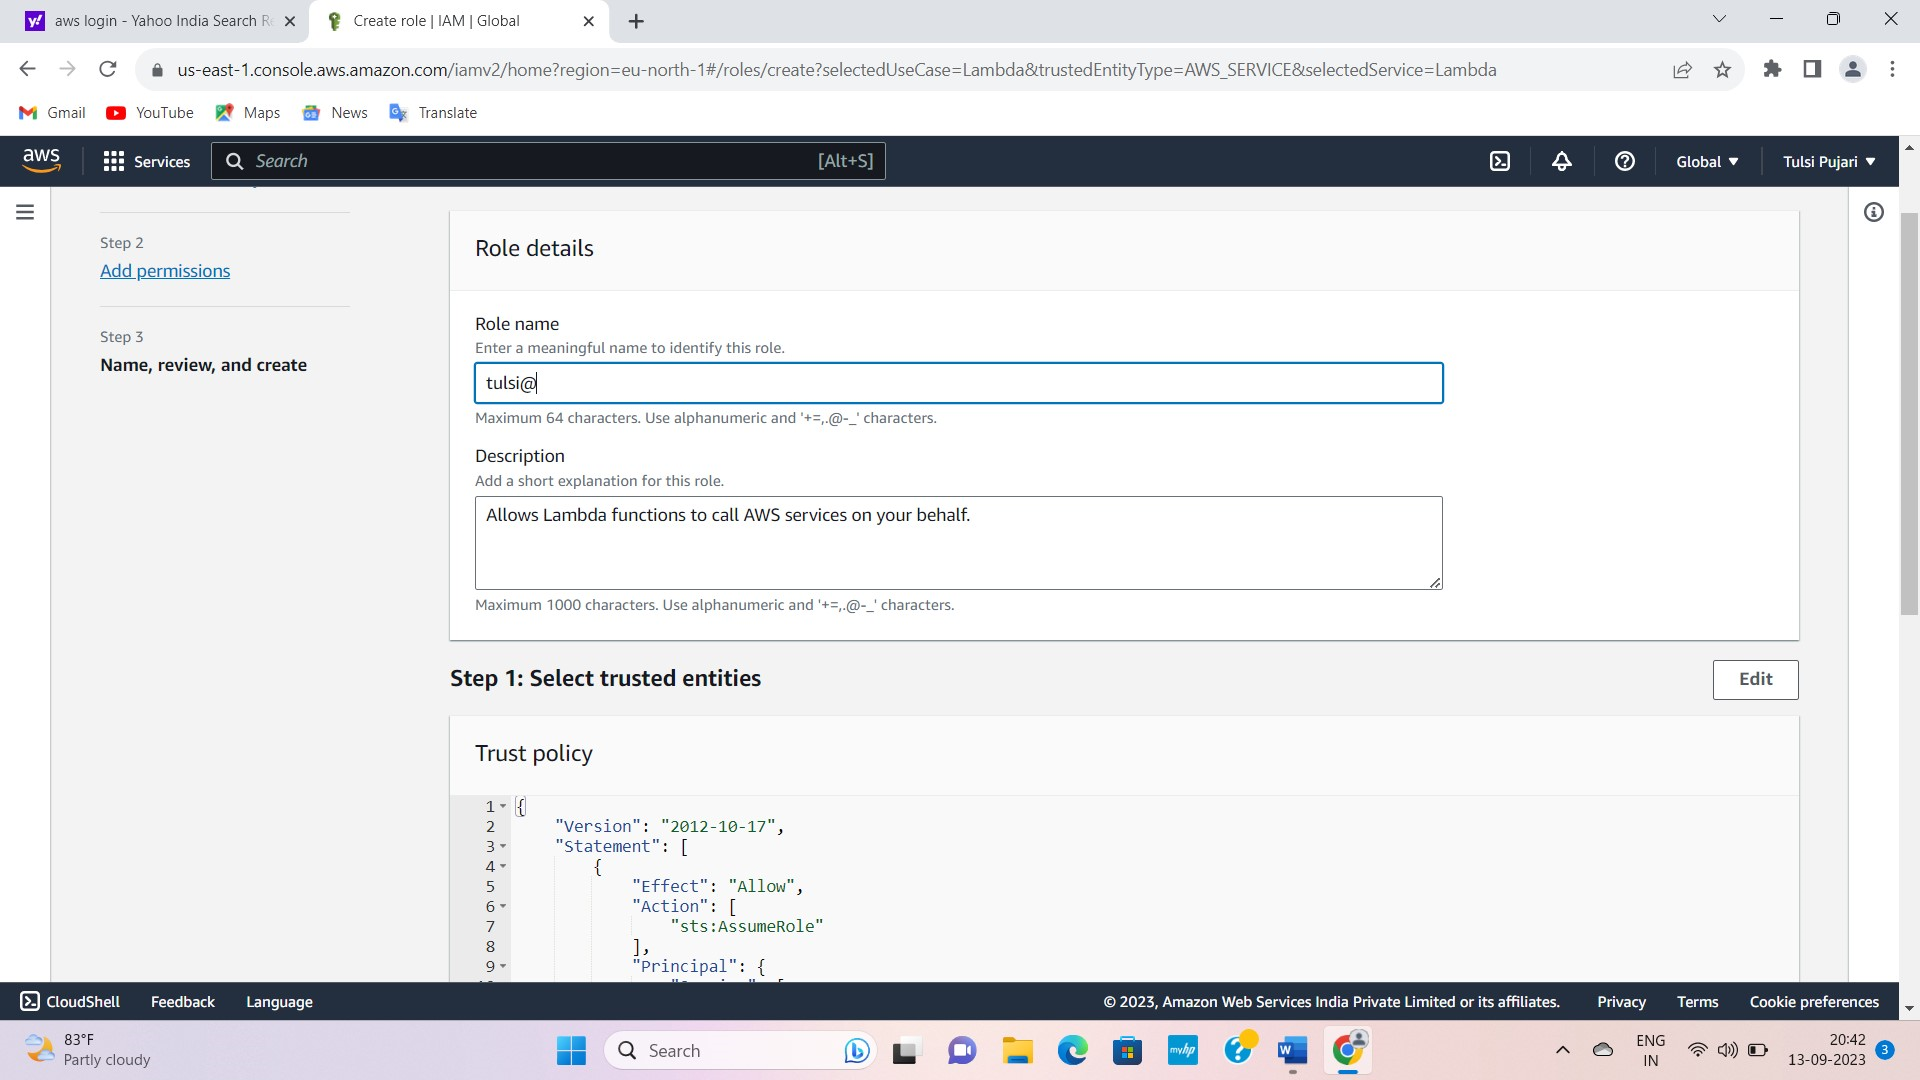 aws login - Yahoo India Search Re
Create role | IAM | Global
us-east-1.console.aws.amazon.com/iamv2/home?region=eu-north-1#/roles/create?selectedUseCase=Lambda&trustedEntityType=AWS_SERVICE&selectedService=Lambda
Gmail YouTube Maps News Translate
aws Services Search [Alt+S] Global Tulsi Pujari
Step 2
Add permissions
Step 3
Name, review, and create
Role details
Role name
Enter a meaningful name to identify this role.
tulsi@
Maximum 64 characters. Use alphanumeric and '+=,.@-_' characters.
Description
Add a short explanation for this role.
Allows Lambda functions to call AWS services on your behalf.
Maximum 1000 characters. Use alphanumeric and '+=,.@-_' characters.
Step 1: Select trusted entities
Edit
Trust policy
1 {
2 "Version": "2012-10-17",
3 "Statement": [
4 {
5 "Effect": "Allow",
6 "Action": [
7 "sts:AssumeRole"
8 ],
9 "Principal": {
CloudShell Feedback Language © 2023, Amazon Web Services India Private Limited or its affiliates. Privacy Terms Cookie preferences
83°F
Partly cloudy
Search
myhp
ENG
IN
20:42
13-09-2023
3